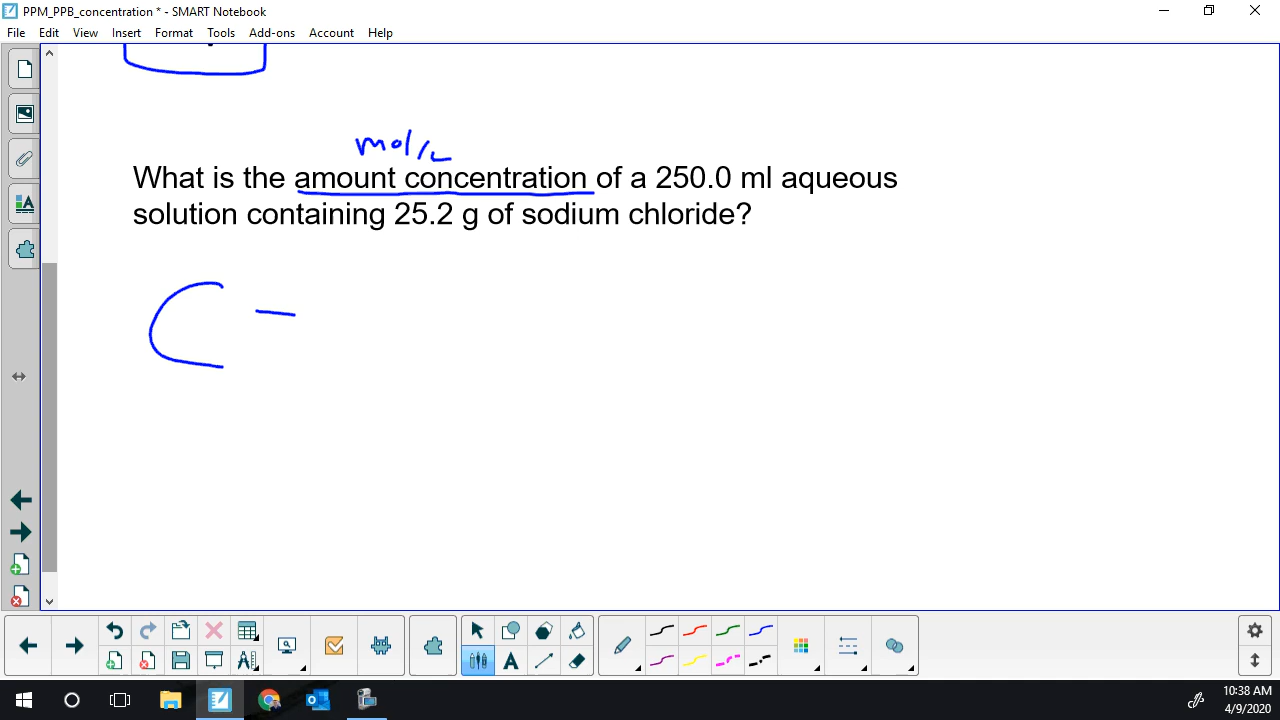 PPM_PPB_concentration * - SMART Notebook
File Edit View Insert Format Tools Add-ons Account Help
mol/L
What is the amount concentration of a 250.0 ml aqueous
solution containing 25.2 g of sodium chloride?
C =
10:38 AM
4/9/2020